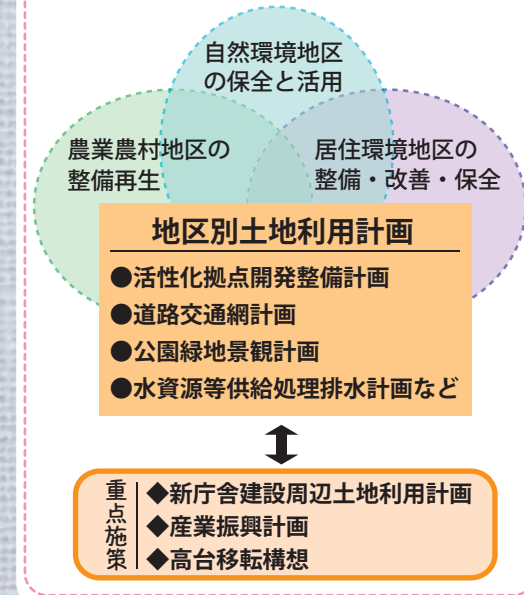 自然環境地区
の保全と活用
農業農村地区の
整備再生
居住環境地区の
整備・改善・保全
地区別土地利用計画
●活性化拠点開発整備計画
●道路交通網計画
●公園緑地景観計画
●水資源等供給処理排水計画など
重点施策
◆新庁舎建設周辺土地利用計画
◆産業振興計画
◆高台移転構想